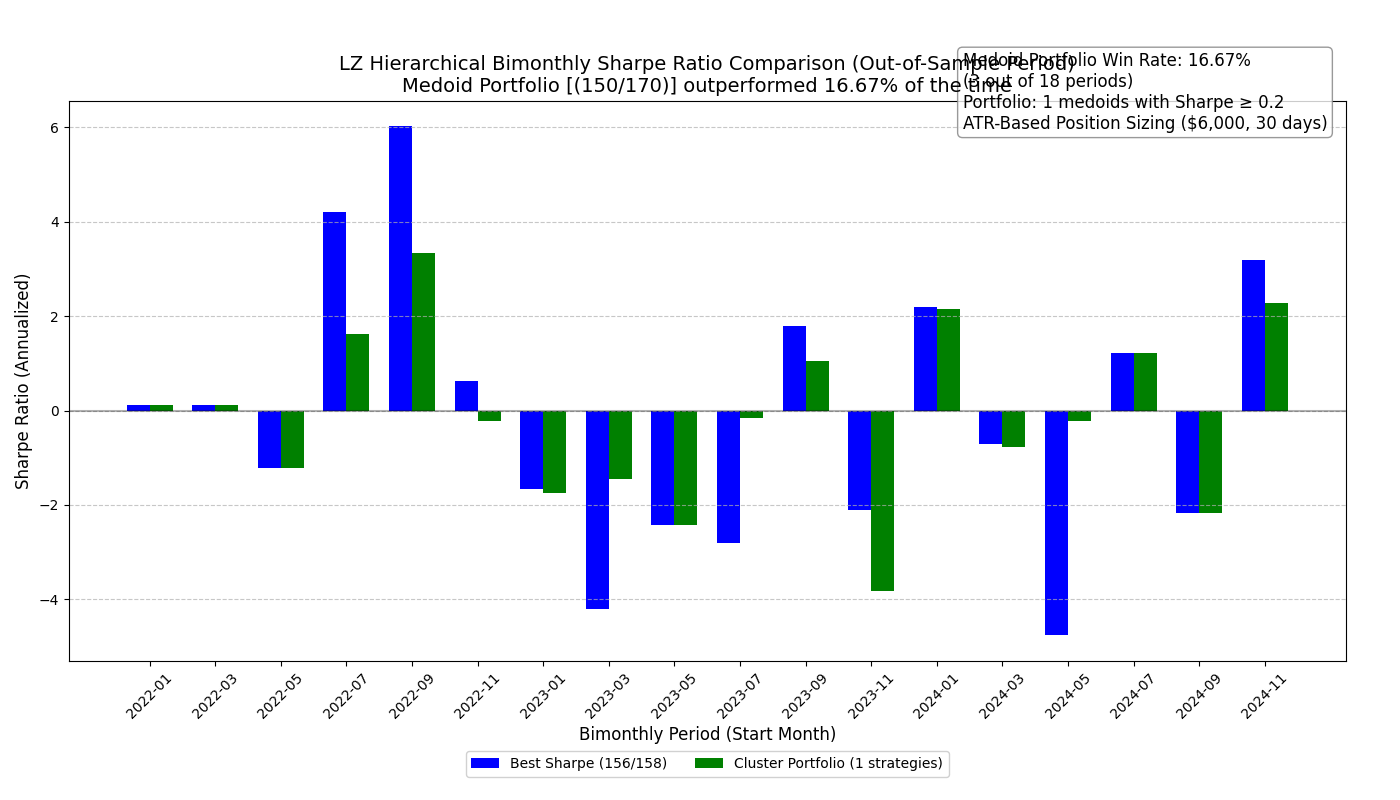 LZ Hierarchical Bimonthly Sharpe Ratio Comparison (Out-of-Sample Period)
Medoid Portfolio [(150/170)] outperformed 16.67% of the time
Medoid Portfolio Win Rate: 16.67%
(3 out of 18 periods)
Portfolio: 1 medoids with Sharpe ≥ 0.2
ATR-Based Position Sizing ($6,000, 30 days)
Sharpe Ratio (Annualized)
6
4
2
0
−2
−4
2022-01
2022-03
2022-05
2022-07
2022-09
2022-11
2023-01
2023-03
2023-05
2023-07
2023-09
2023-11
2024-01
2024-03
2024-05
2024-07
2024-09
2024-11
Bimonthly Period (Start Month)
Best Sharpe (156/158)
Cluster Portfolio (1 strategies)